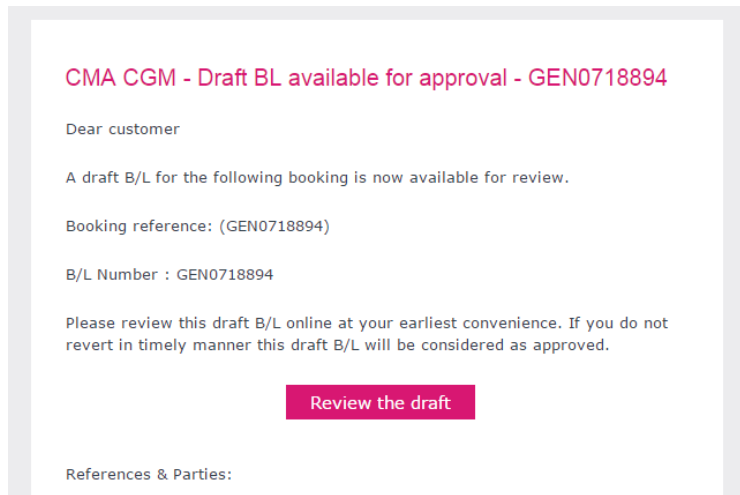 CMA CGM - Draft BL available for approval - GEN0718894
Dear customer
A draft B/L for the following booking is now available for review.
Booking reference: (GEN0718894)
B/L Number : GEN0718894
Please review this draft B/L online at your earliest convenience. If you do not
revert in timely manner this draft B/L will be considered as approved.
Review the draft
References & Parties: